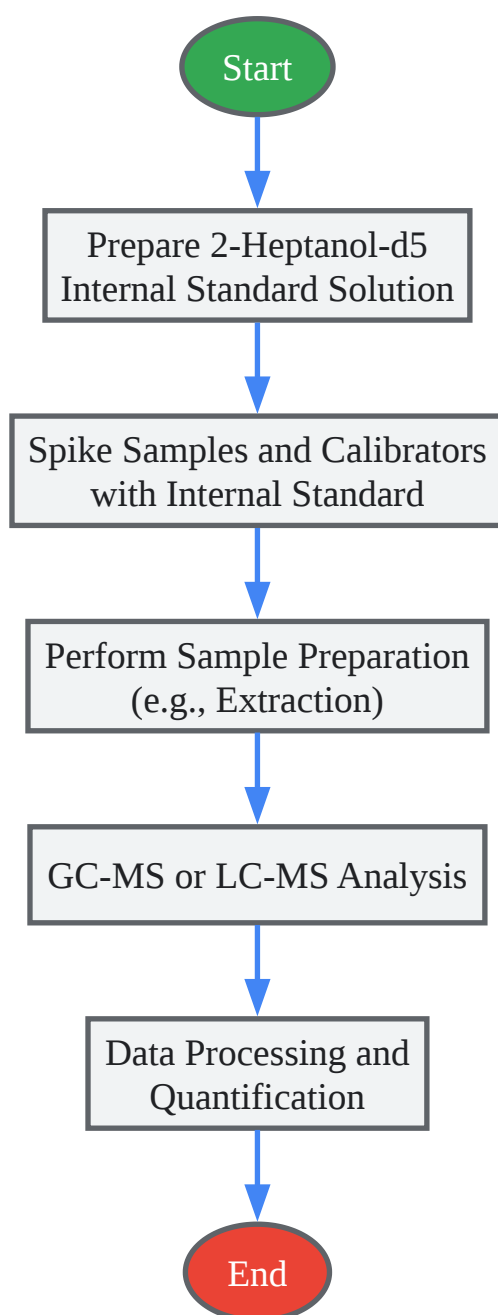 Start
Prepare 2-Heptanol-d5
Internal Standard Solution
Spike Samples and Calibrators
with Internal Standard
Perform Sample Preparation
(e.g., Extraction)
GC-MS or LC-MS Analysis
Data Processing and
Quantification
End